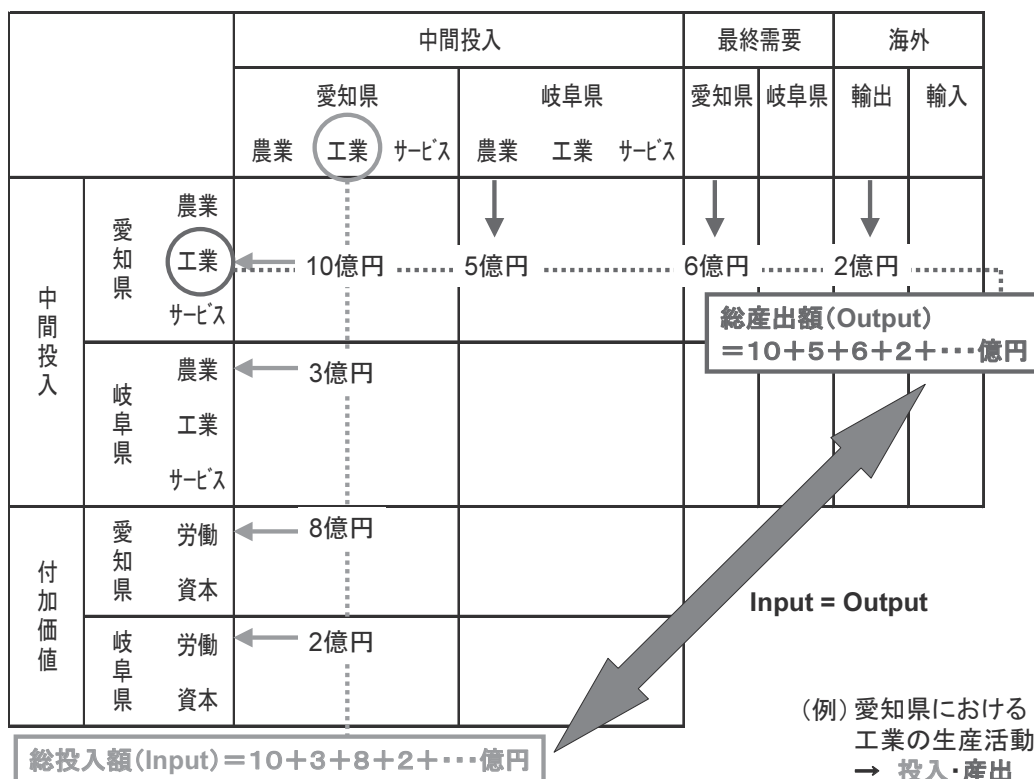 中間投入 最終需要 海外
愛知県 岐阜県 愛知県 岐阜県 輸出 輸入
農業 工業 サービス 農業 工業 サービス
中間投入
愛知県
農業
工業 10億円 5億円 6億円 2億円
サービス
総産出額(Output)
=10+5+6+2+･･･億円
岐阜県
農業 3億円
工業
サービス
付加価値
愛知県
労働 8億円
資本
Input = Output
岐阜県
労働 2億円
資本
総投入額(Input)=10+3+8+2+･･･億円
(例)愛知県における
工業の生産活動
→ 投入・産出